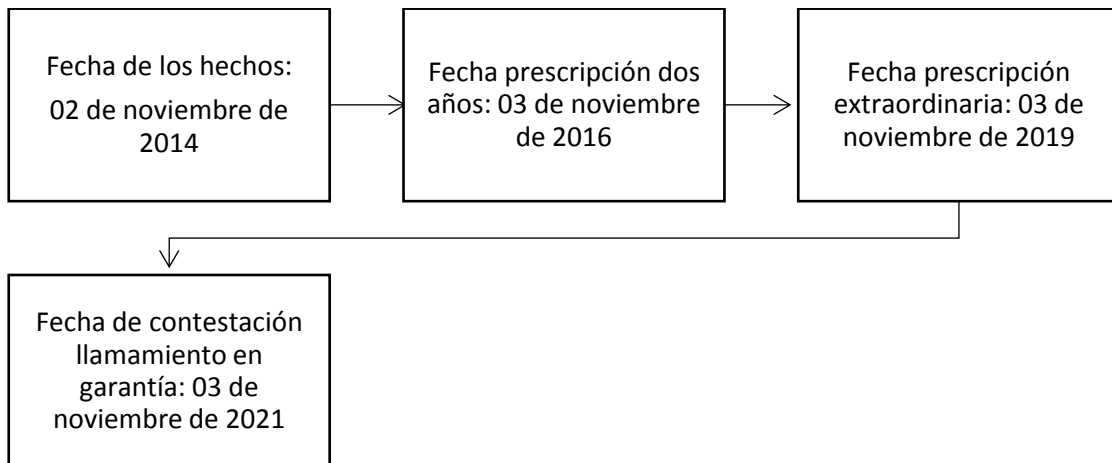 Fecha de los hechos:
02 de noviembre de
2014
Fecha prescripción dos
años: 03 de noviembre
de 2016
Fecha prescripción
extraordinaria: 03 de
noviembre de 2019
Fecha de contestación
llamamiento en
garantía: 03 de
noviembre de 2021